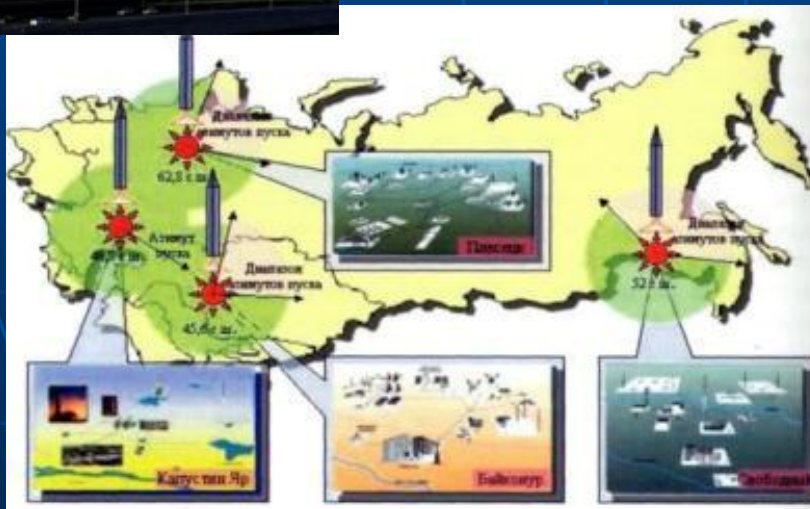 Диапазон
азимутов пуска
62,8 с.ш.
Плесецк
Азимут
пуска
Диапазон
азимутов пуска
45,6 с.ш.
Диапазон
азимутов пуска
52 с.ш.
Капустин Яр
Байконур
Свободный